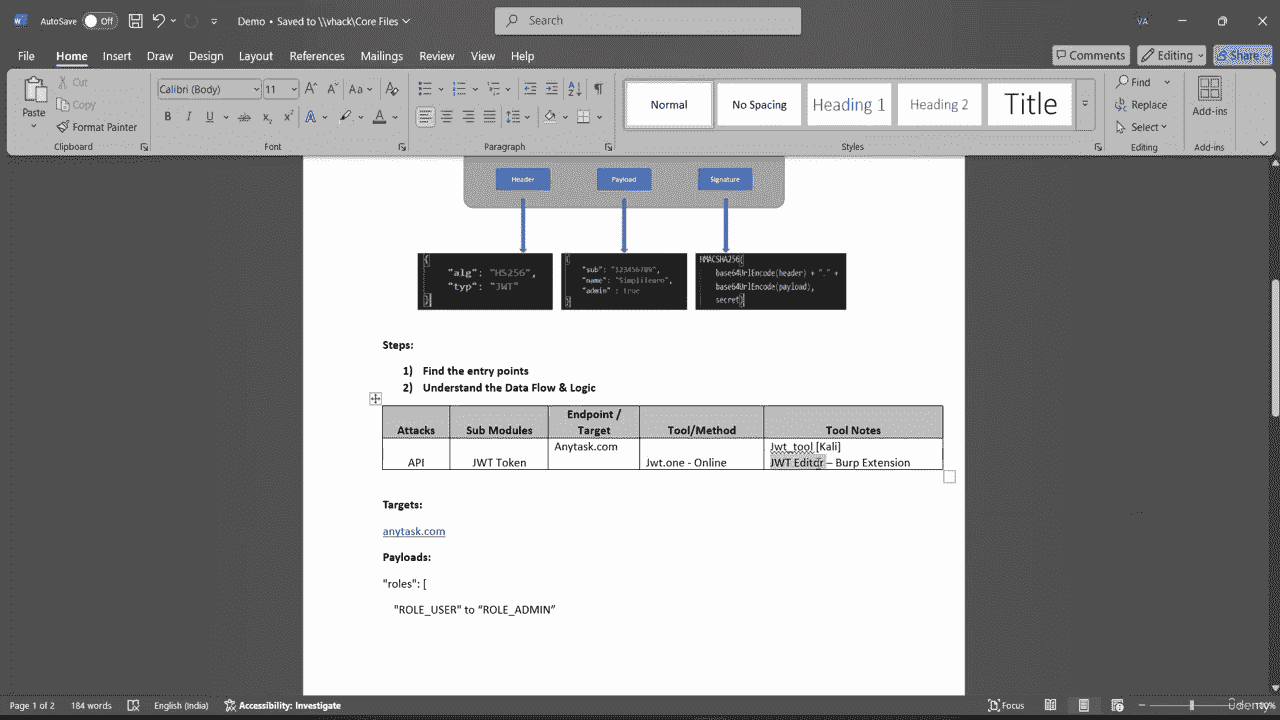 AutoSave Off Demo • Saved to \\vhack\Core Files Search VA
File Home Insert Draw Design Layout References Mailings Review View Help Comments Editing Share
Paste Cut Copy Format Painter Clipboard
Calibri (Body) 11 Font
Paragraph
Normal No Spacing Heading 1 Heading 2 Title Styles
Find Replace Select Editing
Add-ins Add-ins
Header Payload Signature
{
"alg": "HS256",
"typ": "JWT"
}
{
"sub": "123456789",
"name": "Simplilearn",
"admin" : true
}
HMACSHA256(
base64UrlEncode(header) + "." +
base64UrlEncode(payload),
secret)
Steps:
1) Find the entry points
2) Understand the Data Flow & Logic
Attacks Sub Modules Endpoint / Target Tool/Method Tool Notes
API JWT Token Anytask.com Jwt.one - Online Jwt_tool [Kali]
JWT Editor – Burp Extension
Targets:
anytask.com
Payloads:
"roles": [
"ROLE_USER" to “ROLE_ADMIN”
Page 1 of 2 184 words English (India) Accessibility: Investigate Focus